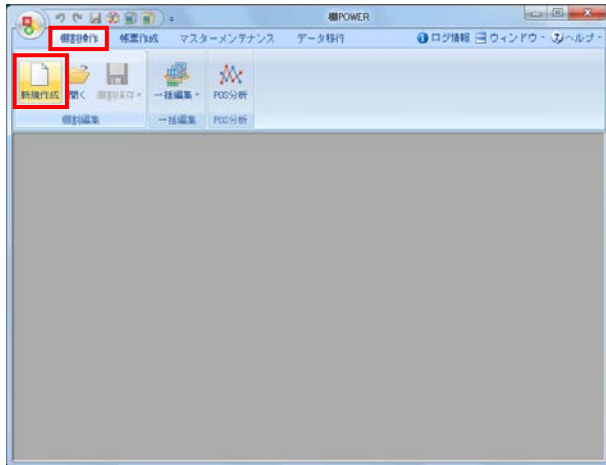 棚POWER
棚割操作 帳票作成 マスターメンテナンス データ移行 ログ情報 ウィンドウ ヘルプ
新規作成 開く 棚割保存 一括編集 POS分析
棚割編集 一括編集 POS分析